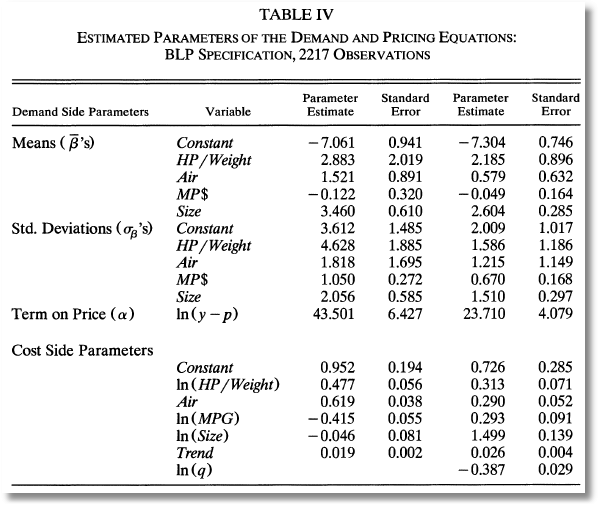 TABLE IV
ESTIMATED PARAMETERS OF THE DEMAND AND PRICING EQUATIONS:
BLP SPECIFICATION, 2217 OBSERVATIONS
Demand Side Parameters Variable Parameter Estimate Standard Error Parameter Estimate Standard Error
Means (β̄'s) Constant −7.061 0.941 −7.304 0.746
HP/Weight 2.883 2.019 2.185 0.896
Air 1.521 0.891 0.579 0.632
MP$ −0.122 0.320 −0.049 0.164
Size 3.460 0.610 2.604 0.285
Std. Deviations (σβ's) Constant 3.612 1.485 2.009 1.017
HP/Weight 4.628 1.885 1.586 1.186
Air 1.818 1.695 1.215 1.149
MP$ 1.050 0.272 0.670 0.168
Size 2.056 0.585 1.510 0.297
Term on Price (α) ln(y − p) 43.501 6.427 23.710 4.079
Cost Side Parameters
Constant 0.952 0.194 0.726 0.285
ln(HP/Weight) 0.477 0.056 0.313 0.071
Air 0.619 0.038 0.290 0.052
ln(MPG) −0.415 0.055 0.293 0.091
ln(Size) −0.046 0.081 1.499 0.139
Trend 0.019 0.002 0.026 0.004
ln(q) −0.387 0.029